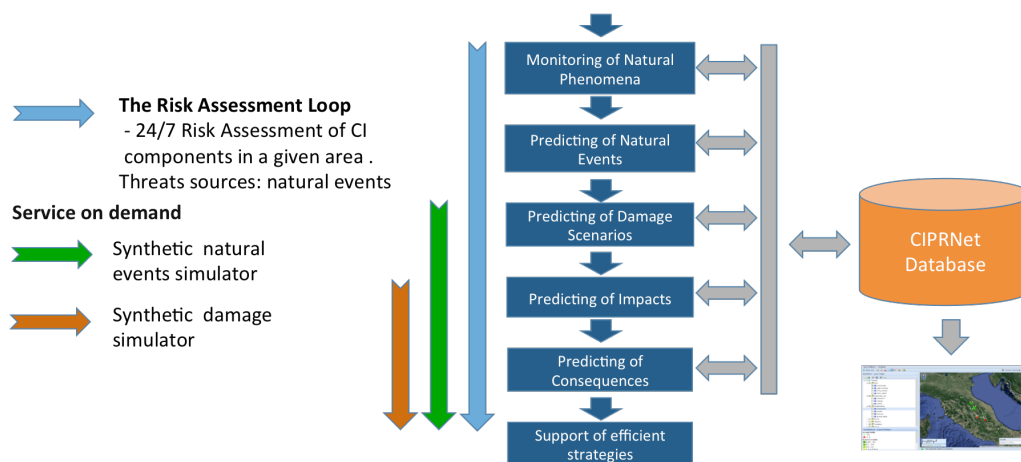 The Risk Assessment Loop
- 24/7 Risk Assessment of CI
components in a given area .
Threats sources: natural events
Service on demand
Synthetic natural
events simulator
Synthetic damage
simulator
Monitoring of Natural
Phenomena
Predicting of Natural
Events
Predicting of Damage
Scenarios
Predicting of Impacts
Predicting of
Consequences
Support of efficient
strategies
CIPRNet
Database